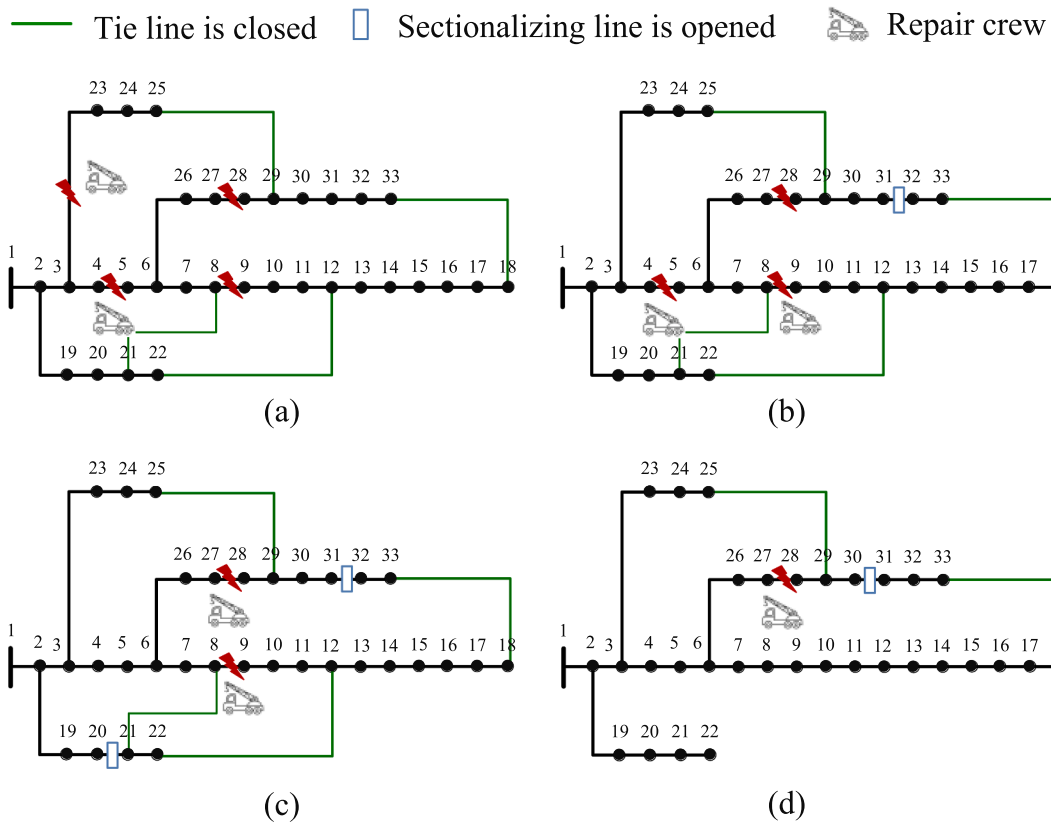 Tie line is closed Sectionalizing line is opened Repair crew
23 24 25 23 24 25
26 27 28 29 30 31 32 33 26 27 28 29 30 31 32 33
1 2 3 4 5 6 7 8 9 10 11 12 13 14 15 16 17 18 1 2 3 4 5 6 7 8 9 10 11 12 13 14 15 16 17
19 20 21 22 19 20 21 22
(a) (b)
23 24 25 23 24 25
26 27 28 29 30 31 32 33 26 27 28 29 30 31 32 33
1 2 3 4 5 6 7 8 9 10 11 12 13 14 15 16 17 18 1 2 3 4 5 6 7 8 9 10 11 12 13 14 15 16 17
19 20 21 22 19 20 21 22
(c) (d)